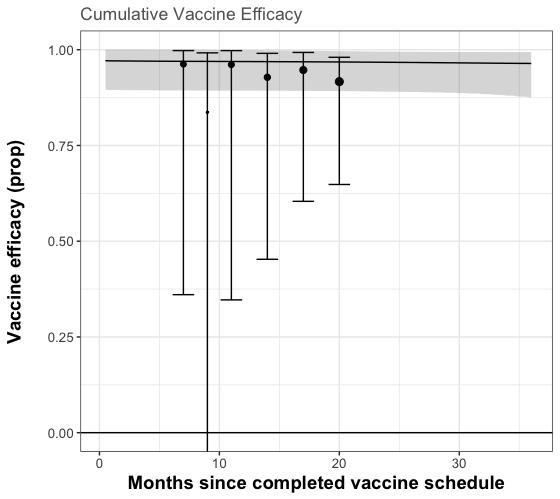 Cumulative Vaccine Efficacy
1.00
0.75
0.50
0.25
0.00
Vaccine efficacy (prop)
0 10 20 30
Months since completed vaccine schedule